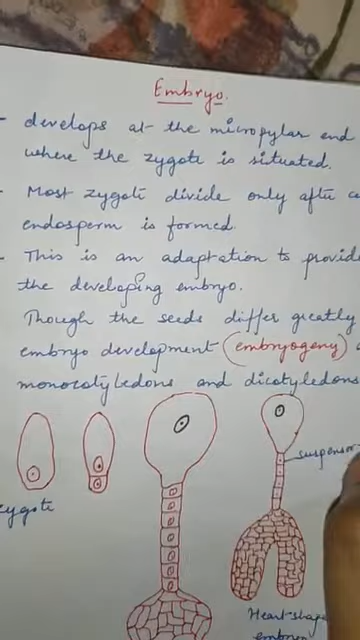 Embryo.
- develops at the micropylar end
where the zygote is situated.
- Most zygote divide only after
endosperm is formed.
- This is an adaptation to provide
the developing embryo.
Though the seeds differ greatly
embryo development (embryogeny)
monocotyledons and dicotyledons
suspensor
zygote
Heart-shape
embryo